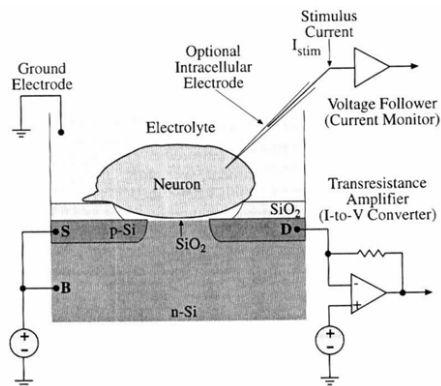 Stimulus
Current
I stim
Optional
Intracellular
Electrode
Ground
Electrode
Voltage Follower
(Current Monitor)
Electrolyte
Neuron
Transresistance
Amplifier
(I-to-V Converter)
SiO2
S
p-Si
SiO2
D
B
n-Si
-
+
+
-
+
-